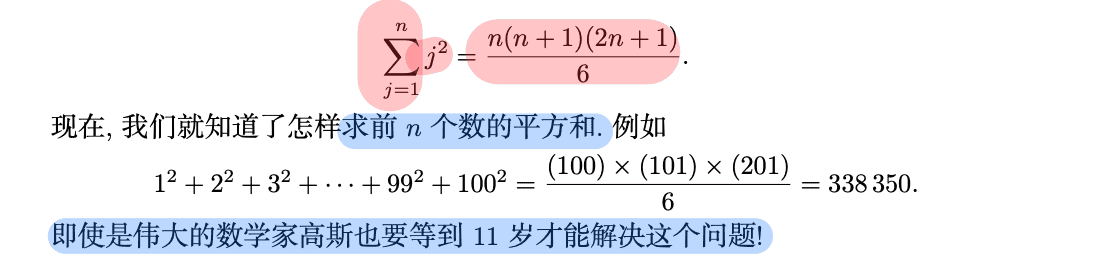 $$\sum_{j=1}^{n} j^2 = \frac{n(n+1)(2n+1)}{6}.$$
现在, 我们就知道了怎样求前 n 个数的平方和. 例如
$$1^2 + 2^2 + 3^2 + \cdots + 99^2 + 100^2 = \frac{(100) \times (101) \times (201)}{6} = 338\,350.$$
即使是伟大的数学家高斯也要等到 11 岁才能解决这个问题!